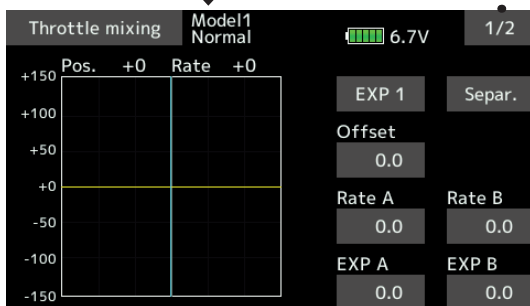 Throttle mixing Model1 Normal 6.7V 1/2
Pos. +0 Rate +0
+150
+100
+50
+0
-50
-100
-150
EXP 1 Separ.
Offset
0.0
Rate A Rate B
0.0 0.0
EXP A EXP B
0.0 0.0